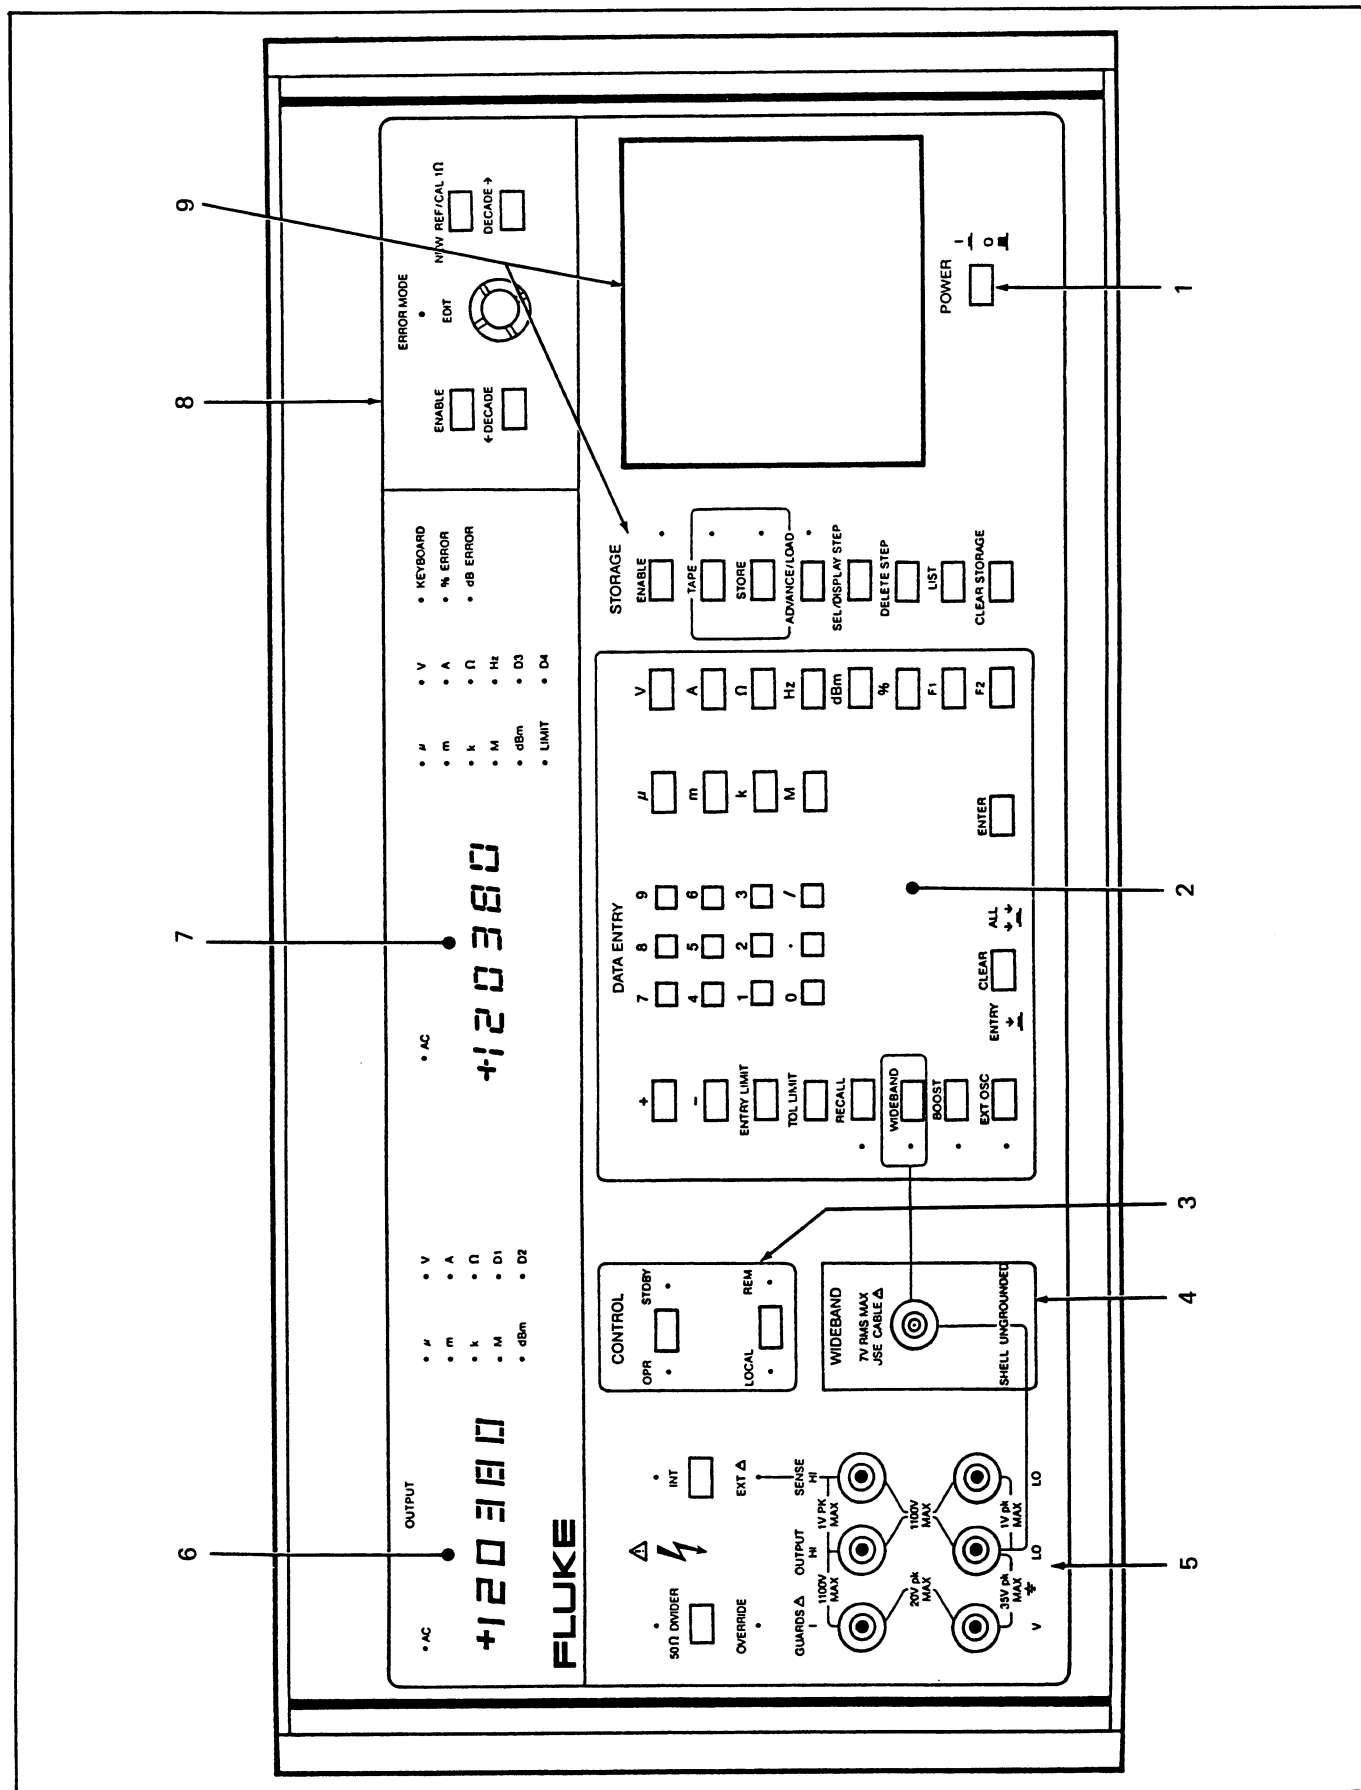 6
7
8
9
OUTPUT
• AC
+120380
• µ • V
• m • A
• k • Ω
• M • D1
• dBm • D2
• AC
+120380
• µ • V
• m • A
• k • Ω
• M • Hz
• dBm • D3
• LIMIT • D4
• KEYBOARD
• % ERROR
• dB ERROR
ERROR MODE
•
ENABLE
EDIT
REF/CAL 1Ω
← DECADE
DECADE →
FLUKE
50Ω DIVIDER
INT
OVERRIDE
EXT △
GUARDS △
I
OUTPUT
HI
SENSE
HI
1100V
MAX
1V PK
MAX
20V pk
MAX
1100V
MAX
35V pk
MAX
1V pk
MAX
V
LO
LO
CONTROL
OPR
STDBY
LOCAL
REM
WIDEBAND
7V RMS MAX
CABLE △
SHELL UNGROUNDED
DATA ENTRY
+ 7 8 9 µ V
− 4 5 6 m A
ENTRY LIMIT 1 2 3 k Ω
TOL LIMIT 0 . / M Hz
RECALL dBm
WIDEBAND %
BOOST F1
EXT OSC
ENTRY
CLEAR
ALL
ENTER
F2
STORAGE
ENABLE
TAPE
STORE
ADVANCE/LOAD
SEL/DISPLAY STEP
DELETE STEP
LIST
CLEAR STORAGE
POWER
I
O
5
4
3
2
1